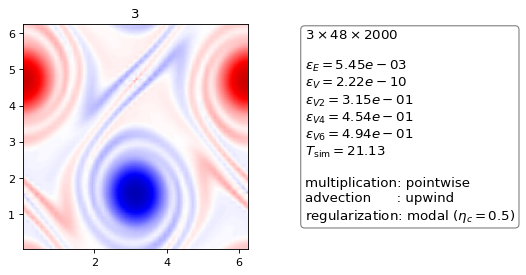 3
6
5
4
3
2
1
2 4 6
3 × 48 × 2000
ε_E = 5.45e − 03
ε_V = 2.22e − 10
ε_V2 = 3.15e − 01
ε_V4 = 4.54e − 01
ε_V6 = 4.94e − 01
T_sim = 21.13
multiplication: pointwise
advection : upwind
regularization: modal (η_c = 0.5)